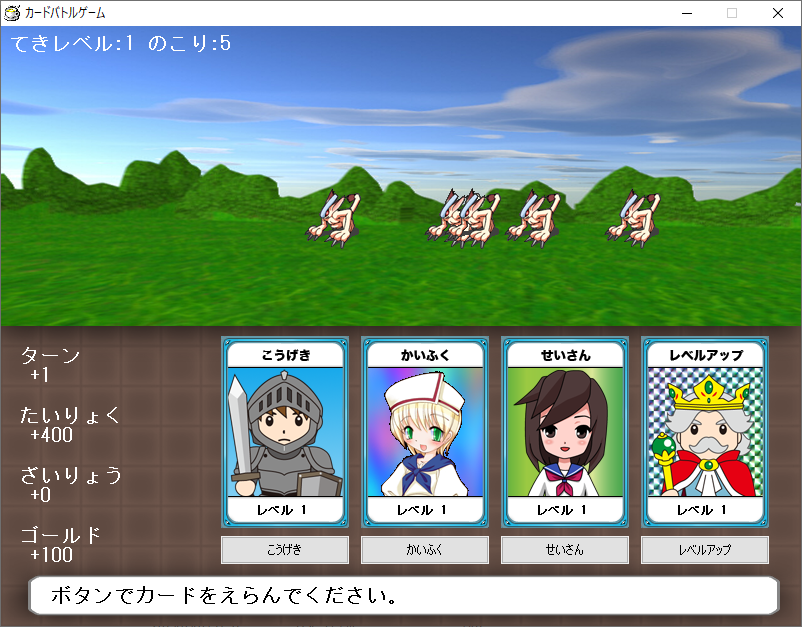 カードバトルゲーム
てきレベル:1 のこり:5
ターン
+1
たいりょく
+400
ざいりょう
+0
ゴールド
+100
こうげき
レベル 1
こうげき
かいふく
レベル 1
かいふく
せいさん
レベル 1
せいさん
レベルアップ
レベル 1
レベルアップ
ボタンでカードをえらんでください。